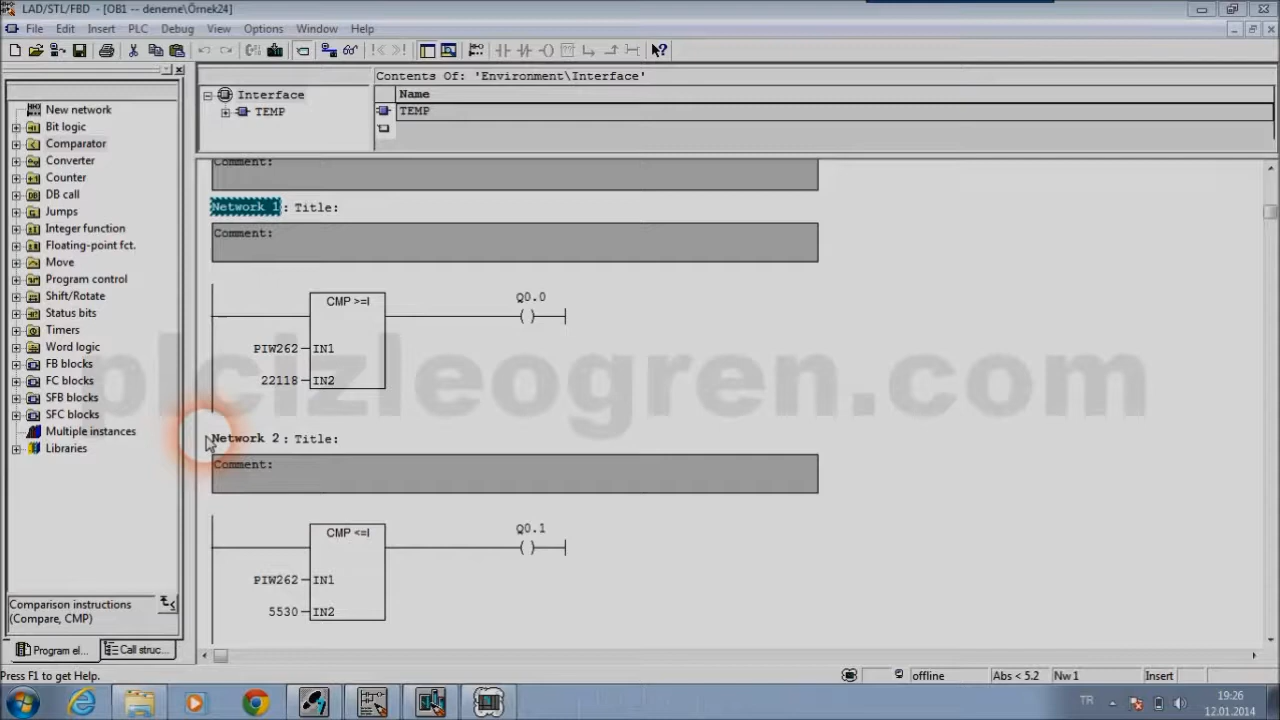 LAD/STL/FBD - [OB1 -- deneme\Örnek24]
File Edit Insert PLC Debug View Options Window Help
New network
Bit logic
Comparator
Converter
Counter
DB call
Jumps
Integer function
Floating-point fct.
Move
Program control
Shift/Rotate
Status bits
Timers
Word logic
FB blocks
FC blocks
SFB blocks
SFC blocks
Multiple instances
Libraries
Comparison instructions
(Compare, CMP)
Program el... Call struc...
Interface
TEMP
Contents Of: 'Environment\Interface'
Name
TEMP
Comment:
Network 1 : Title:
Comment:
CMP >=I
Q0.0
PIW262 IN1
22118 IN2
plcizleogren.com
Network 2 : Title:
Comment:
CMP <=I
Q0.1
PIW262 IN1
5530 IN2
Press F1 to get Help.
offline Abs < 5.2 Nw 1 Insert
TR
19:26
12.01.2014